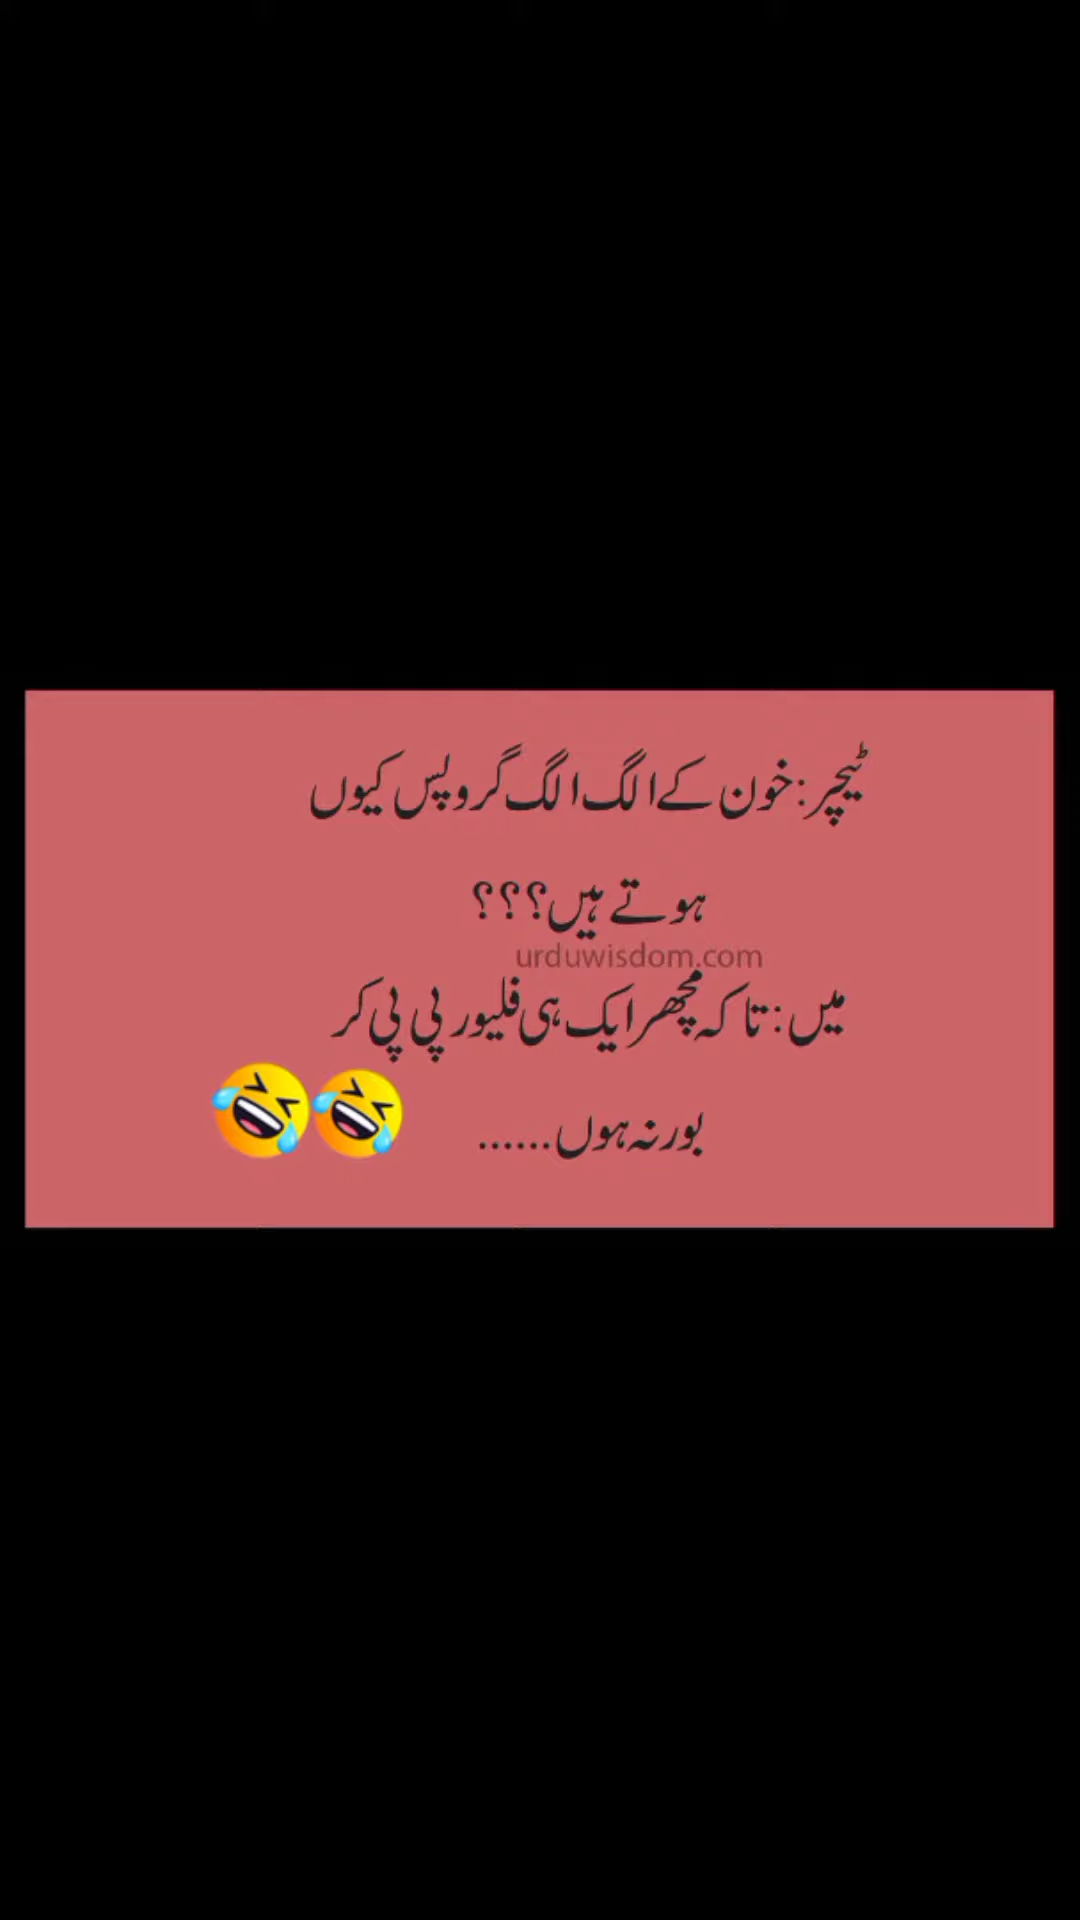 ٹیچر: خون کے الگ الگ گروپس کیوں
ہوتے ہیں؟؟؟
urduwisdom.com
میں: تاکہ مچھر ایک ہی فلیور پی پی کر
بور نہ ہوں......